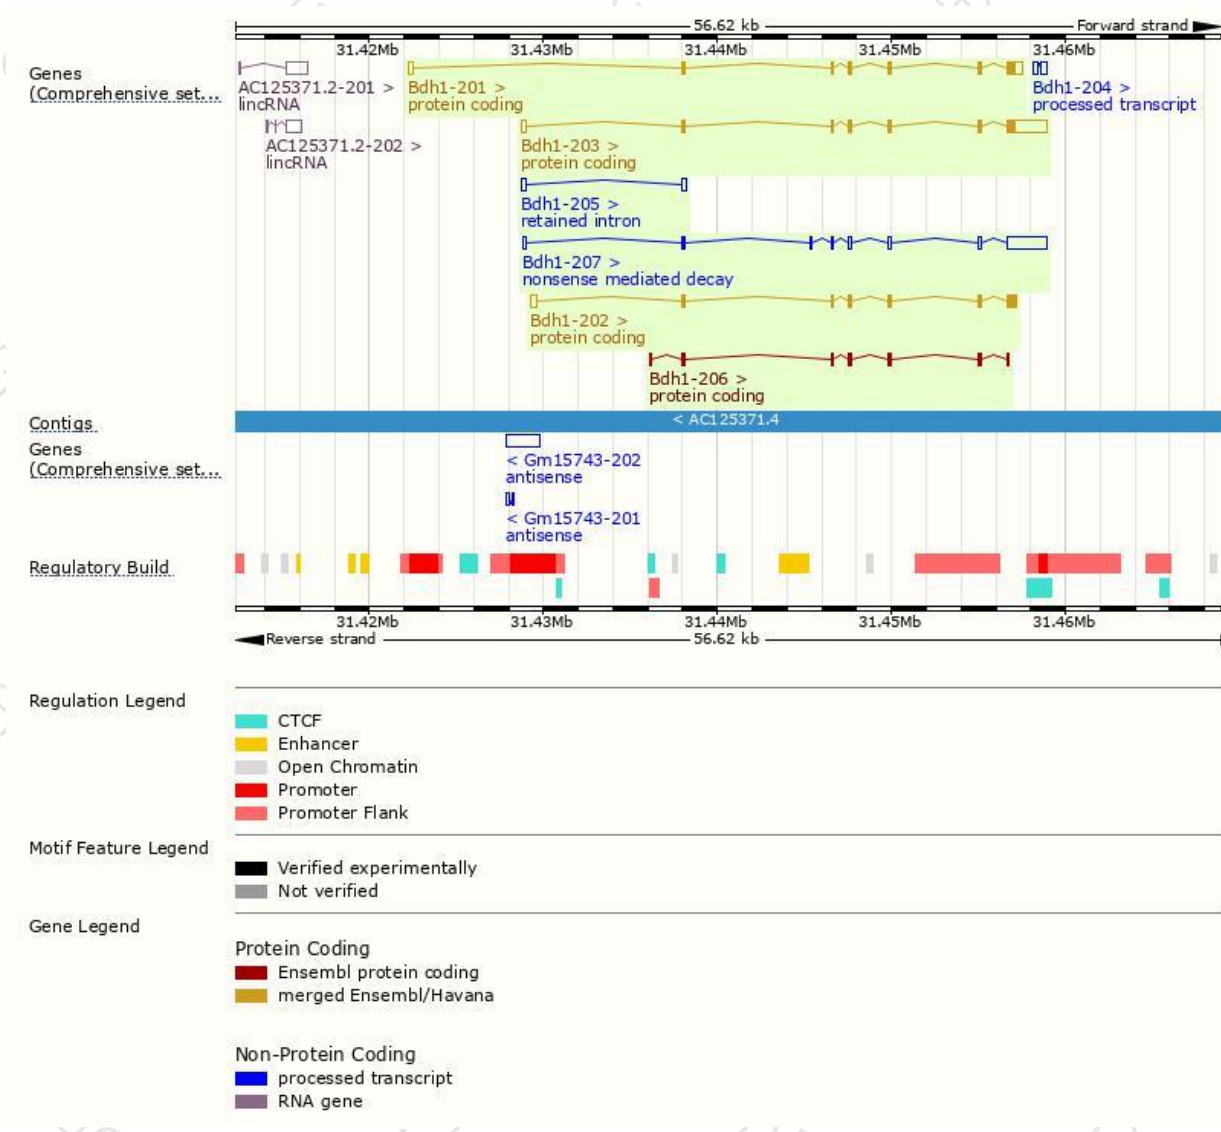 56.62 kb Forward strand
31.42Mb 31.43Mb 31.44Mb 31.45Mb 31.46Mb
Genes
(Comprehensive set...
AC125371.2-201 > Bdh1-201 > Bdh1-204 >
lincRNA protein coding processed transcript
AC125371.2-202 > Bdh1-203 >
lincRNA protein coding
Bdh1-205 >
retained intron
Bdh1-207 >
nonsense mediated decay
Bdh1-202 >
protein coding
Bdh1-206 >
protein coding
Contigs < AC125371.4
Genes
(Comprehensive set...
< Gm15743-202
antisense
< Gm15743-201
antisense
Regulatory Build
31.42Mb 31.43Mb 31.44Mb 31.45Mb 31.46Mb
Reverse strand 56.62 kb
Regulation Legend
CTCF
Enhancer
Open Chromatin
Promoter
Promoter Flank
Motif Feature Legend
Verified experimentally
Not verified
Gene Legend
Protein Coding
Ensembl protein coding
merged Ensembl/Havana
Non-Protein Coding
processed transcript
RNA gene